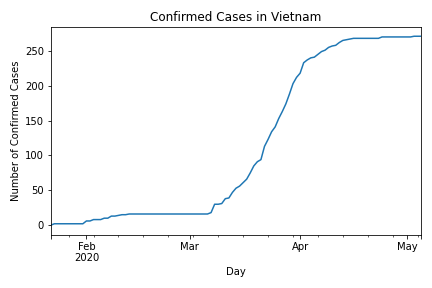 Confirmed Cases in Vietnam
Number of Confirmed Cases
250
200
150
100
50
0
Feb
2020
Mar
Apr
May
Day